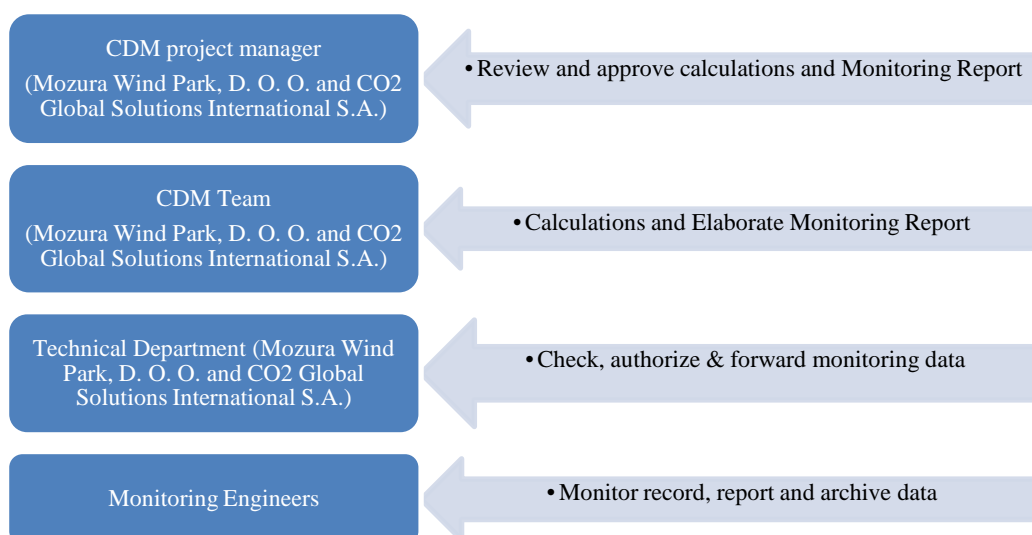 CDM project manager
(Mozura Wind Park, D. O. O. and CO2
Global Solutions International S.A.)
• Review and approve calculations and Monitoring Report
CDM Team
(Mozura Wind Park, D. O. O. and CO2
Global Solutions International S.A.)
• Calculations and Elaborate Monitoring Report
Technical Department (Mozura Wind
Park, D. O. O. and CO2 Global
Solutions International S.A.)
• Check, authorize & forward monitoring data
Monitoring Engineers
• Monitor record, report and archive data